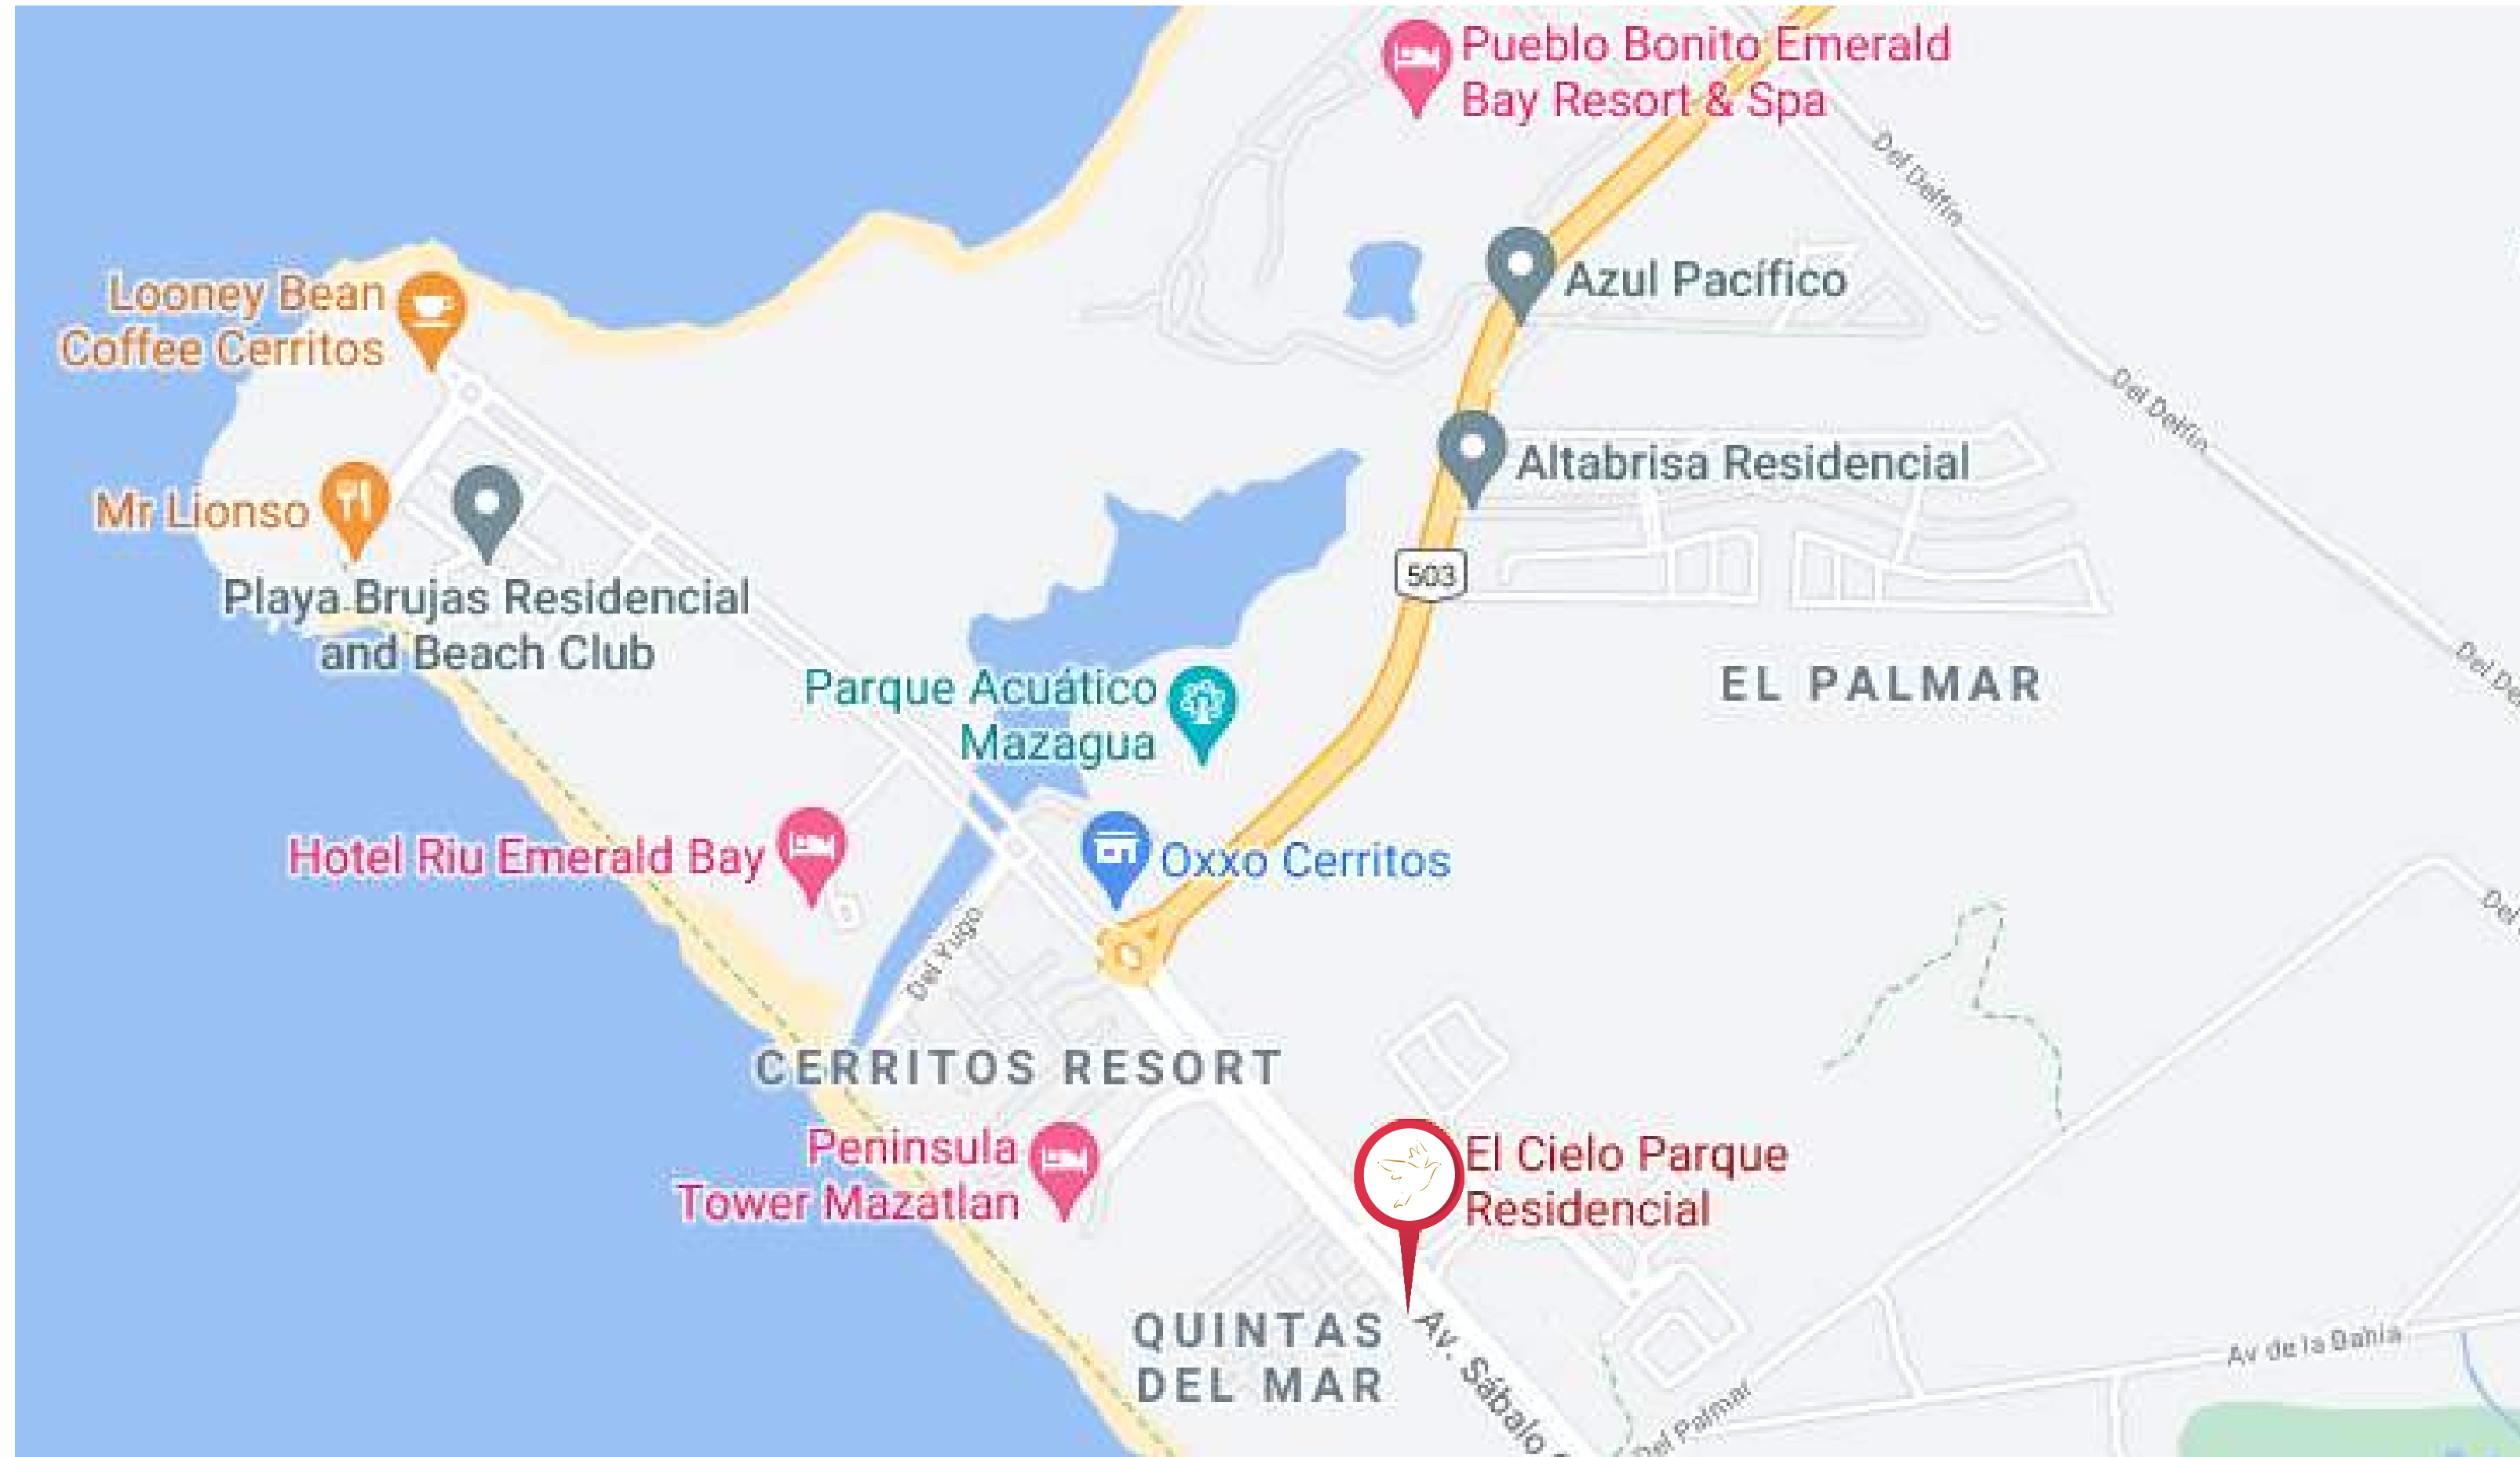 Pueblo Bonito Emerald
Bay Resort & Spa
Del Delfín
Azul Pacífico
Looney Bean
Coffee Cerritos
Del Delfín
Altabrisa Residencial
Mr Lionso
503
Playa Brujas Residencial
and Beach Club
EL PALMAR
Parque Acuático
Mazagua
Hotel Riu Emerald Bay
Oxxo Cerritos
Del Yugo
CERRITOS RESORT
Peninsula
Tower Mazatlan
El Cielo Parque
Residencial
QUINTAS
DEL MAR
Av. Sábalo
Av de la Bahia
Del Palmar